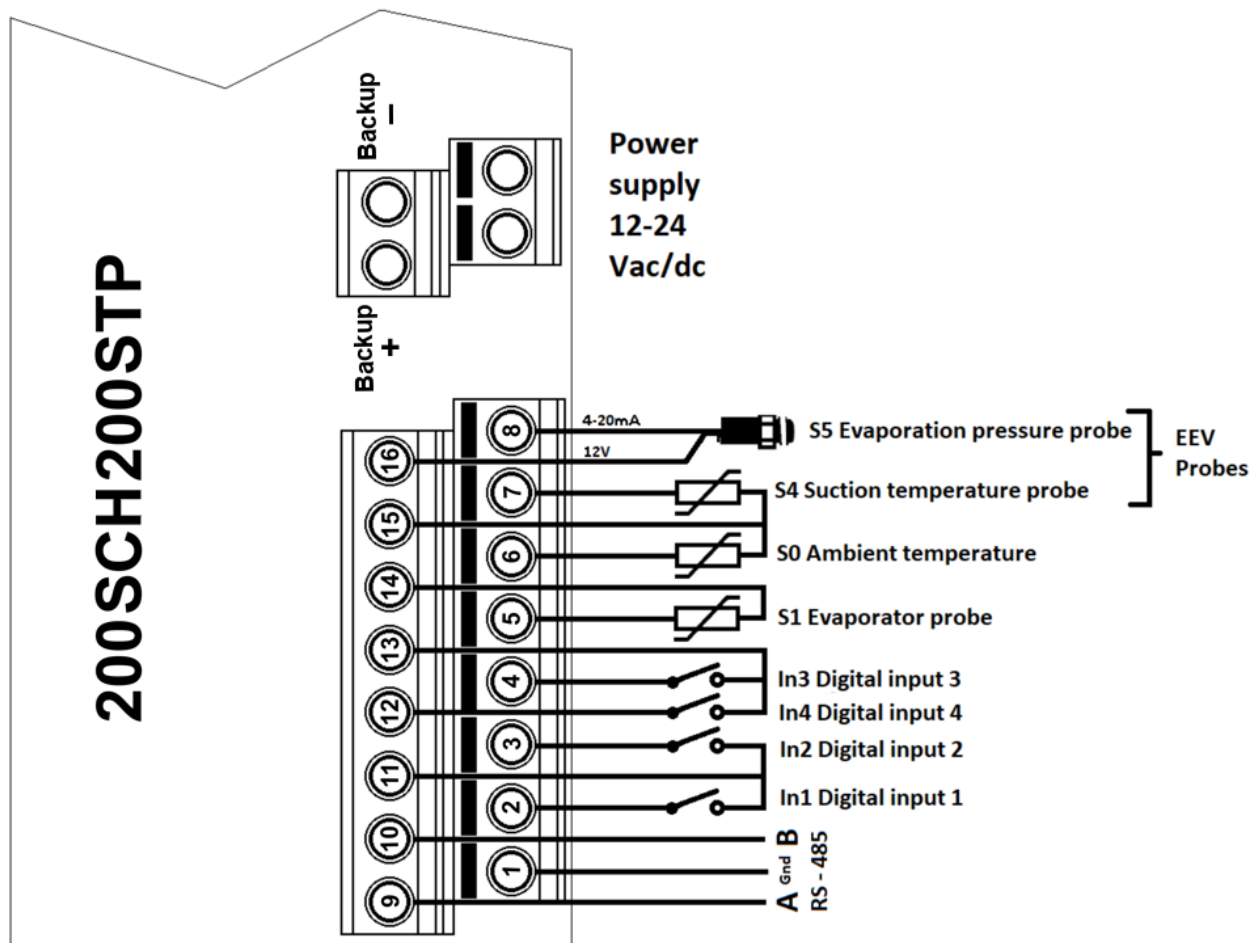 200SCH200STP
Backup
–
Backup
+
Power
supply
12-24
Vac/dc
8
4-20mA
S5 Evaporation pressure probe
EEV
Probes
16
12V
7
S4 Suction temperature probe
15
6
S0 Ambient temperature
14
5
S1 Evaporator probe
13
4
In3 Digital input 3
12
In4 Digital input 4
3
In2 Digital input 2
11
2
In1 Digital input 1
10
B
1
Gnd
9
A
RS - 485